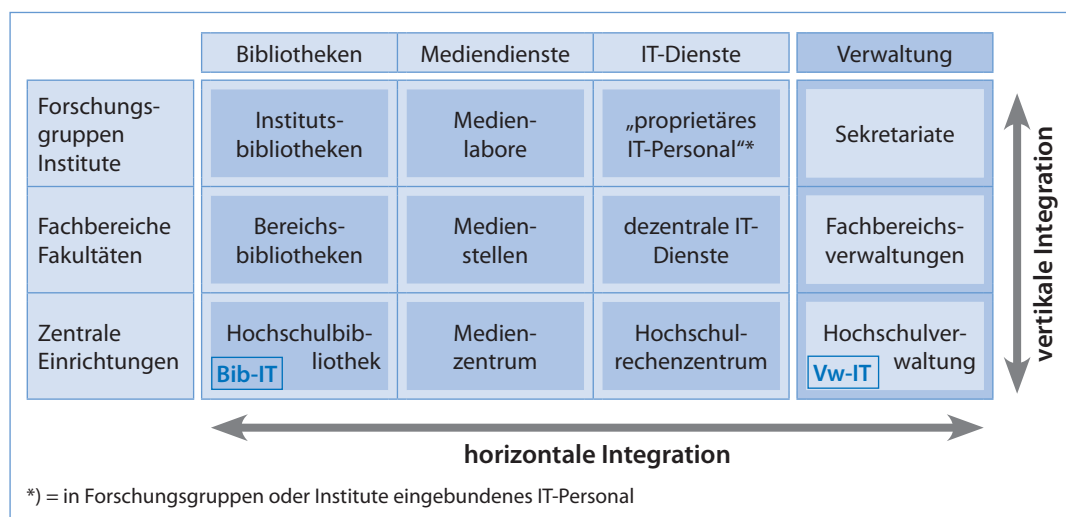 Bibliotheken Mediendienste IT-Dienste Verwaltung
Forschungs-
gruppen
Institute
Instituts-
bibliotheken
Medien-
labore
„proprietäres
IT-Personal“*
Sekretariate
Fachbereiche
Fakultäten
Bereichs-
bibliotheken
Medien-
stellen
dezentrale IT-
Dienste
Fachbereichs-
verwaltungen
Zentrale
Einrichtungen
Hochschulbib-
liothek
Bib-IT
Medien-
zentrum
Hochschul-
rechenzentrum
Hochschulver-
waltung
Vw-IT
vertikale Integration
horizontale Integration
*) = in Forschungsgruppen oder Institute eingebundenes IT-Personal